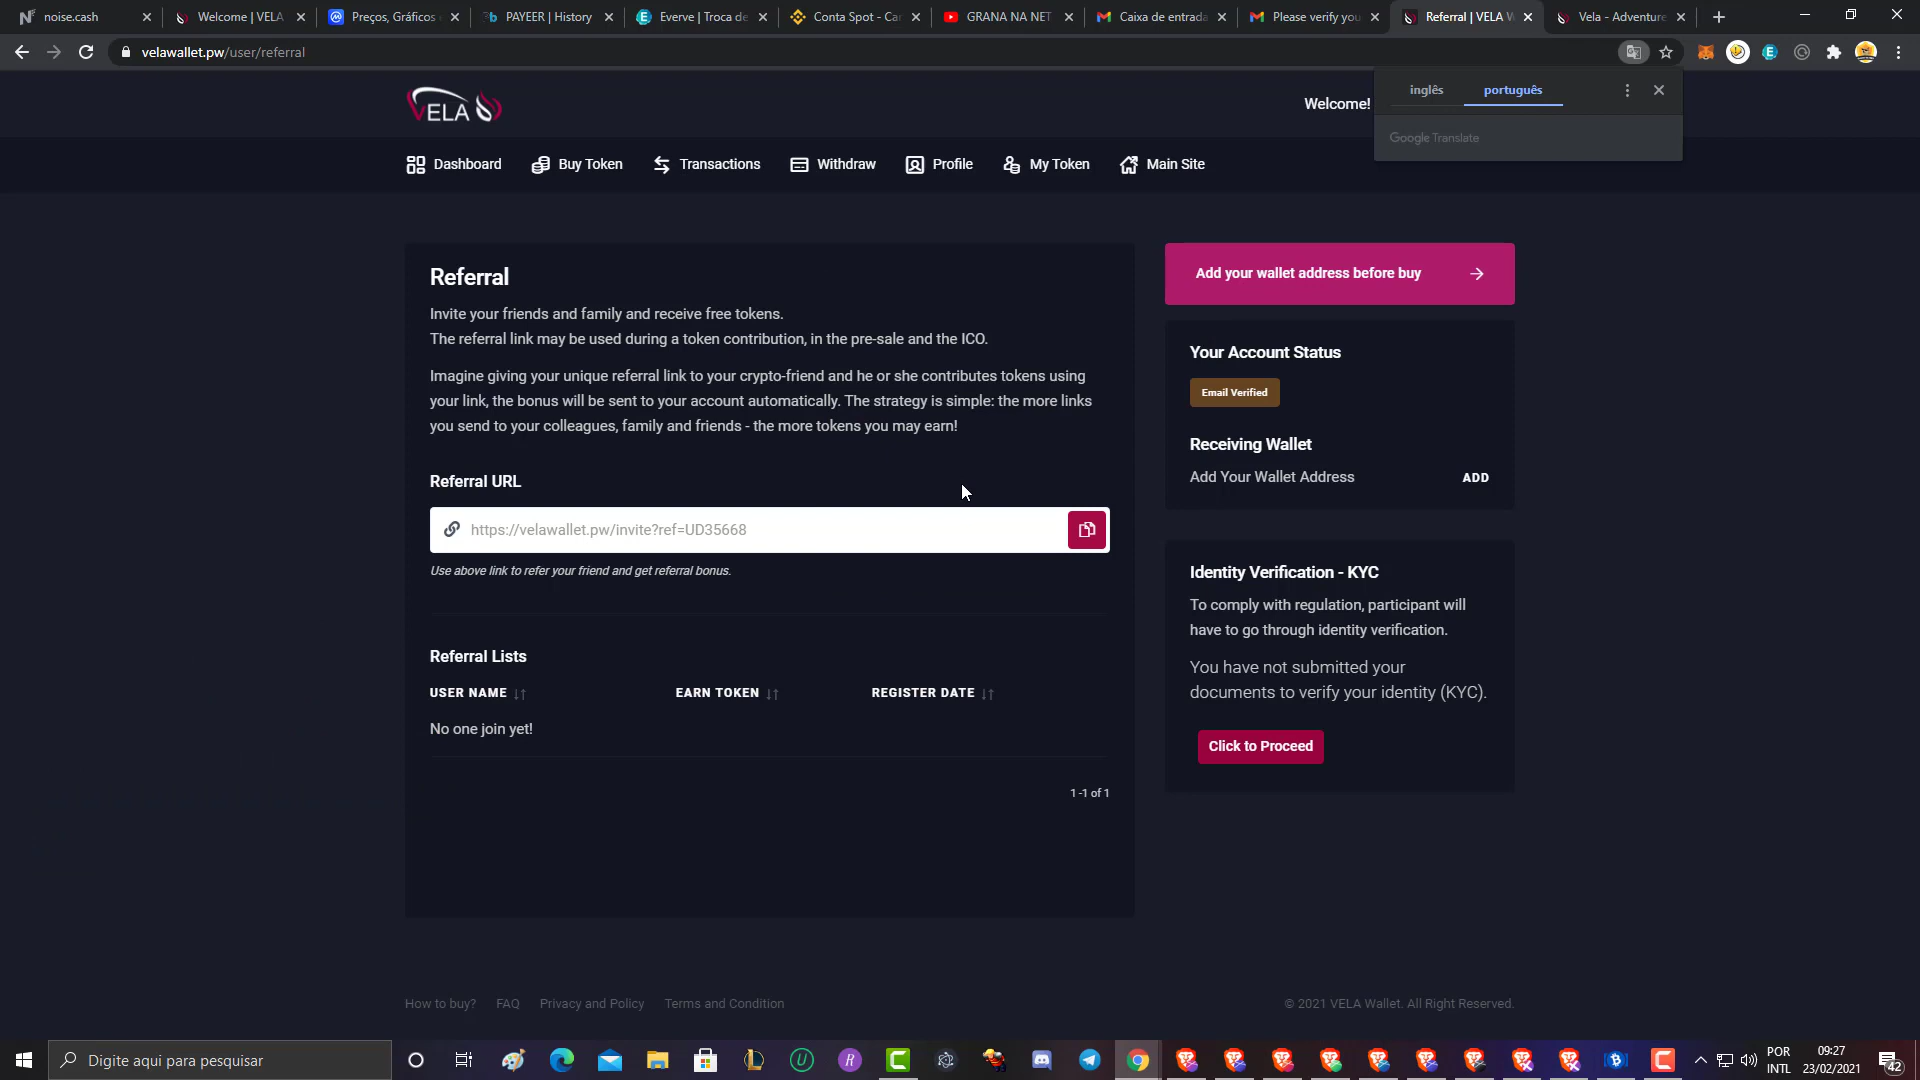 noise.cash
Welcome | VELA
Preços, Gráficos
PAYEER | History
Everve | Troca de
Conta Spot - Car
GRANA NA NET
Caixa de entrada
Please verify you
Referral | VELA W
Vela - Adventure
velawallet.pw/user/referral
inglês
português
Google Translate
VELA
Welcome!
Dashboard
Buy Token
Transactions
Withdraw
Profile
My Token
Main Site
Referral
Invite your friends and family and receive free tokens.
The referral link may be used during a token contribution, in the pre-sale and the ICO.
Imagine giving your unique referral link to your crypto-friend and he or she contributes tokens using
your link, the bonus will be sent to your account automatically. The strategy is simple: the more links
you send to your colleagues, family and friends - the more tokens you may earn!
Referral URL
https://velawallet.pw/invite?ref=UD35668
Use above link to refer your friend and get referral bonus.
Referral Lists
USER NAME
EARN TOKEN
REGISTER DATE
No one join yet!
1 -1 of 1
Add your wallet address before buy
Your Account Status
Email Verified
Receiving Wallet
Add Your Wallet Address
ADD
Identity Verification - KYC
To comply with regulation, participant will
have to go through identity verification.
You have not submitted your
documents to verify your identity (KYC).
Click to Proceed
How to buy?
FAQ
Privacy and Policy
Terms and Condition
© 2021 VELA Wallet. All Right Reserved.
Digite aqui para pesquisar
POR
INTL
09:27
23/02/2021
42